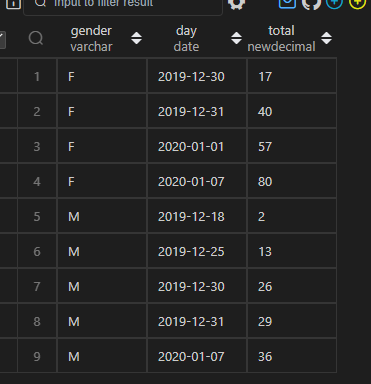 Input to filter result
gender day total
varchar date newdecimal
1 F 2019-12-30 17
2 F 2019-12-31 40
3 F 2020-01-01 57
4 F 2020-01-07 80
5 M 2019-12-18 2
6 M 2019-12-25 13
7 M 2019-12-30 26
8 M 2019-12-31 29
9 M 2020-01-07 36